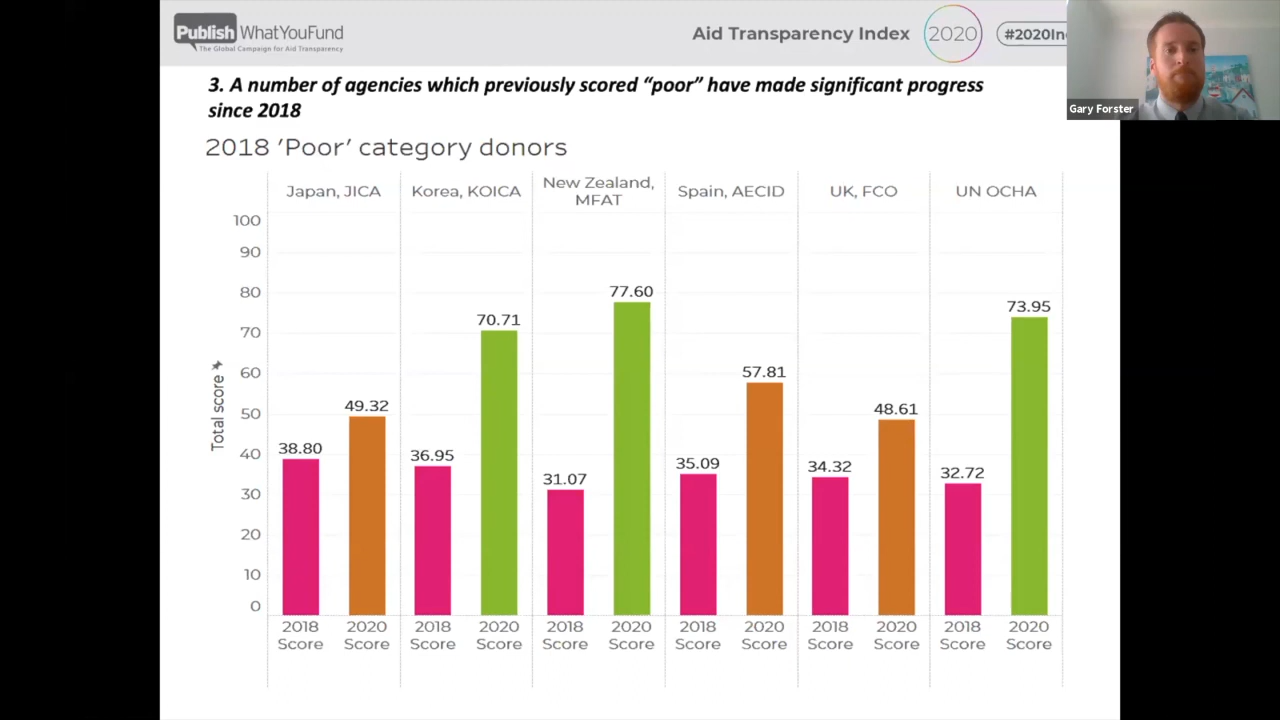 Publish WhatYouFund
The Global Campaign for Aid Transparency
Aid Transparency Index 2020 #2020In
Gary Forster
3. A number of agencies which previously scored “poor” have made significant progress
since 2018
2018 ‘Poor’ category donors
Japan, JICA Korea, KOICA New Zealand, MFAT Spain, AECID UK, FCO UN OCHA
100
90
80
70
60
50
40
30
20
10
0
Total score
38.80 49.32 36.95 70.71 31.07 77.60 35.09 57.81 34.32 48.61 32.72 73.95
2018 2020 2018 2020 2018 2020 2018 2020 2018 2020 2018 2020
Score Score Score Score Score Score Score Score Score Score Score Score